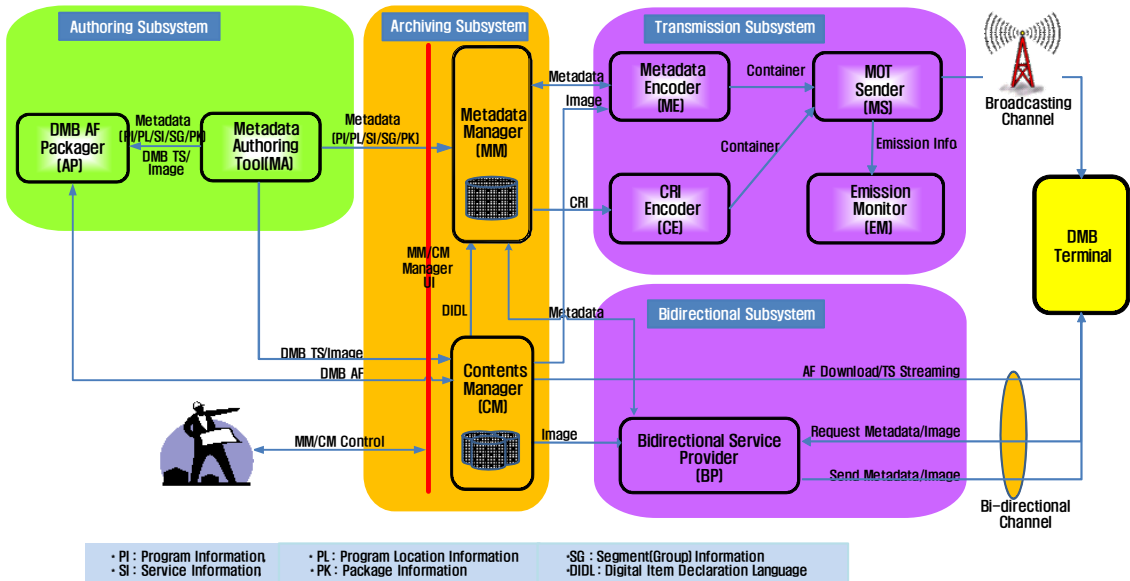 Authoring Subsystem
Archiving Subsystem
Transmission Subsystem
Metadata
(PI/PL/SI/SG/PK)
DMB TS/
Image
DMB AF
Packager
(AP)
Metadata
Authoring
Tool(MA)
Metadata
(PI/PL/SI/SG/PK)
Metadata
Manager
(MM)
Metadata
Image
Metadata
Encoder
(ME)
Container
MOT
Sender
(MS)
Broadcasting
Channel
Container
Emission Info.
CRI
CRI
Encoder
(CE)
Emission
Monitor
(EM)
DMB
Terminal
MM/CM
Manager
UI
DIDL
Metadata
Bidirectional Subsystem
DMB TS/Image
DMB AF
Contents
Manager
(CM)
AF Download/TS Streaming
MM/CM Control
Image
Bidirectional Service
Provider
(BP)
Request Metadata/Image
Send Metadata/Image
Bi-directional
Channel
• PI : Program Information,
• PL : Program Location Information
•SG : Segment(Group) Information
• SI : Service Information,
• PK : Package Information
•DIDL : Digital Item Declaration Language